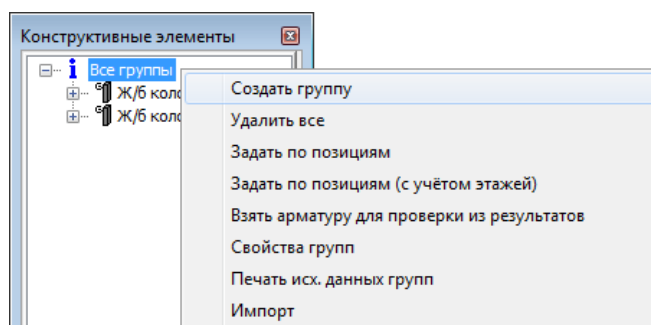 Конструктивные элементы
Все группы
Ж/б коло
Ж/б коло
Создать группу
Удалить все
Задать по позициям
Задать по позициям (с учётом этажей)
Взять арматуру для проверки из результатов
Свойства групп
Печать исх. данных групп
Импорт